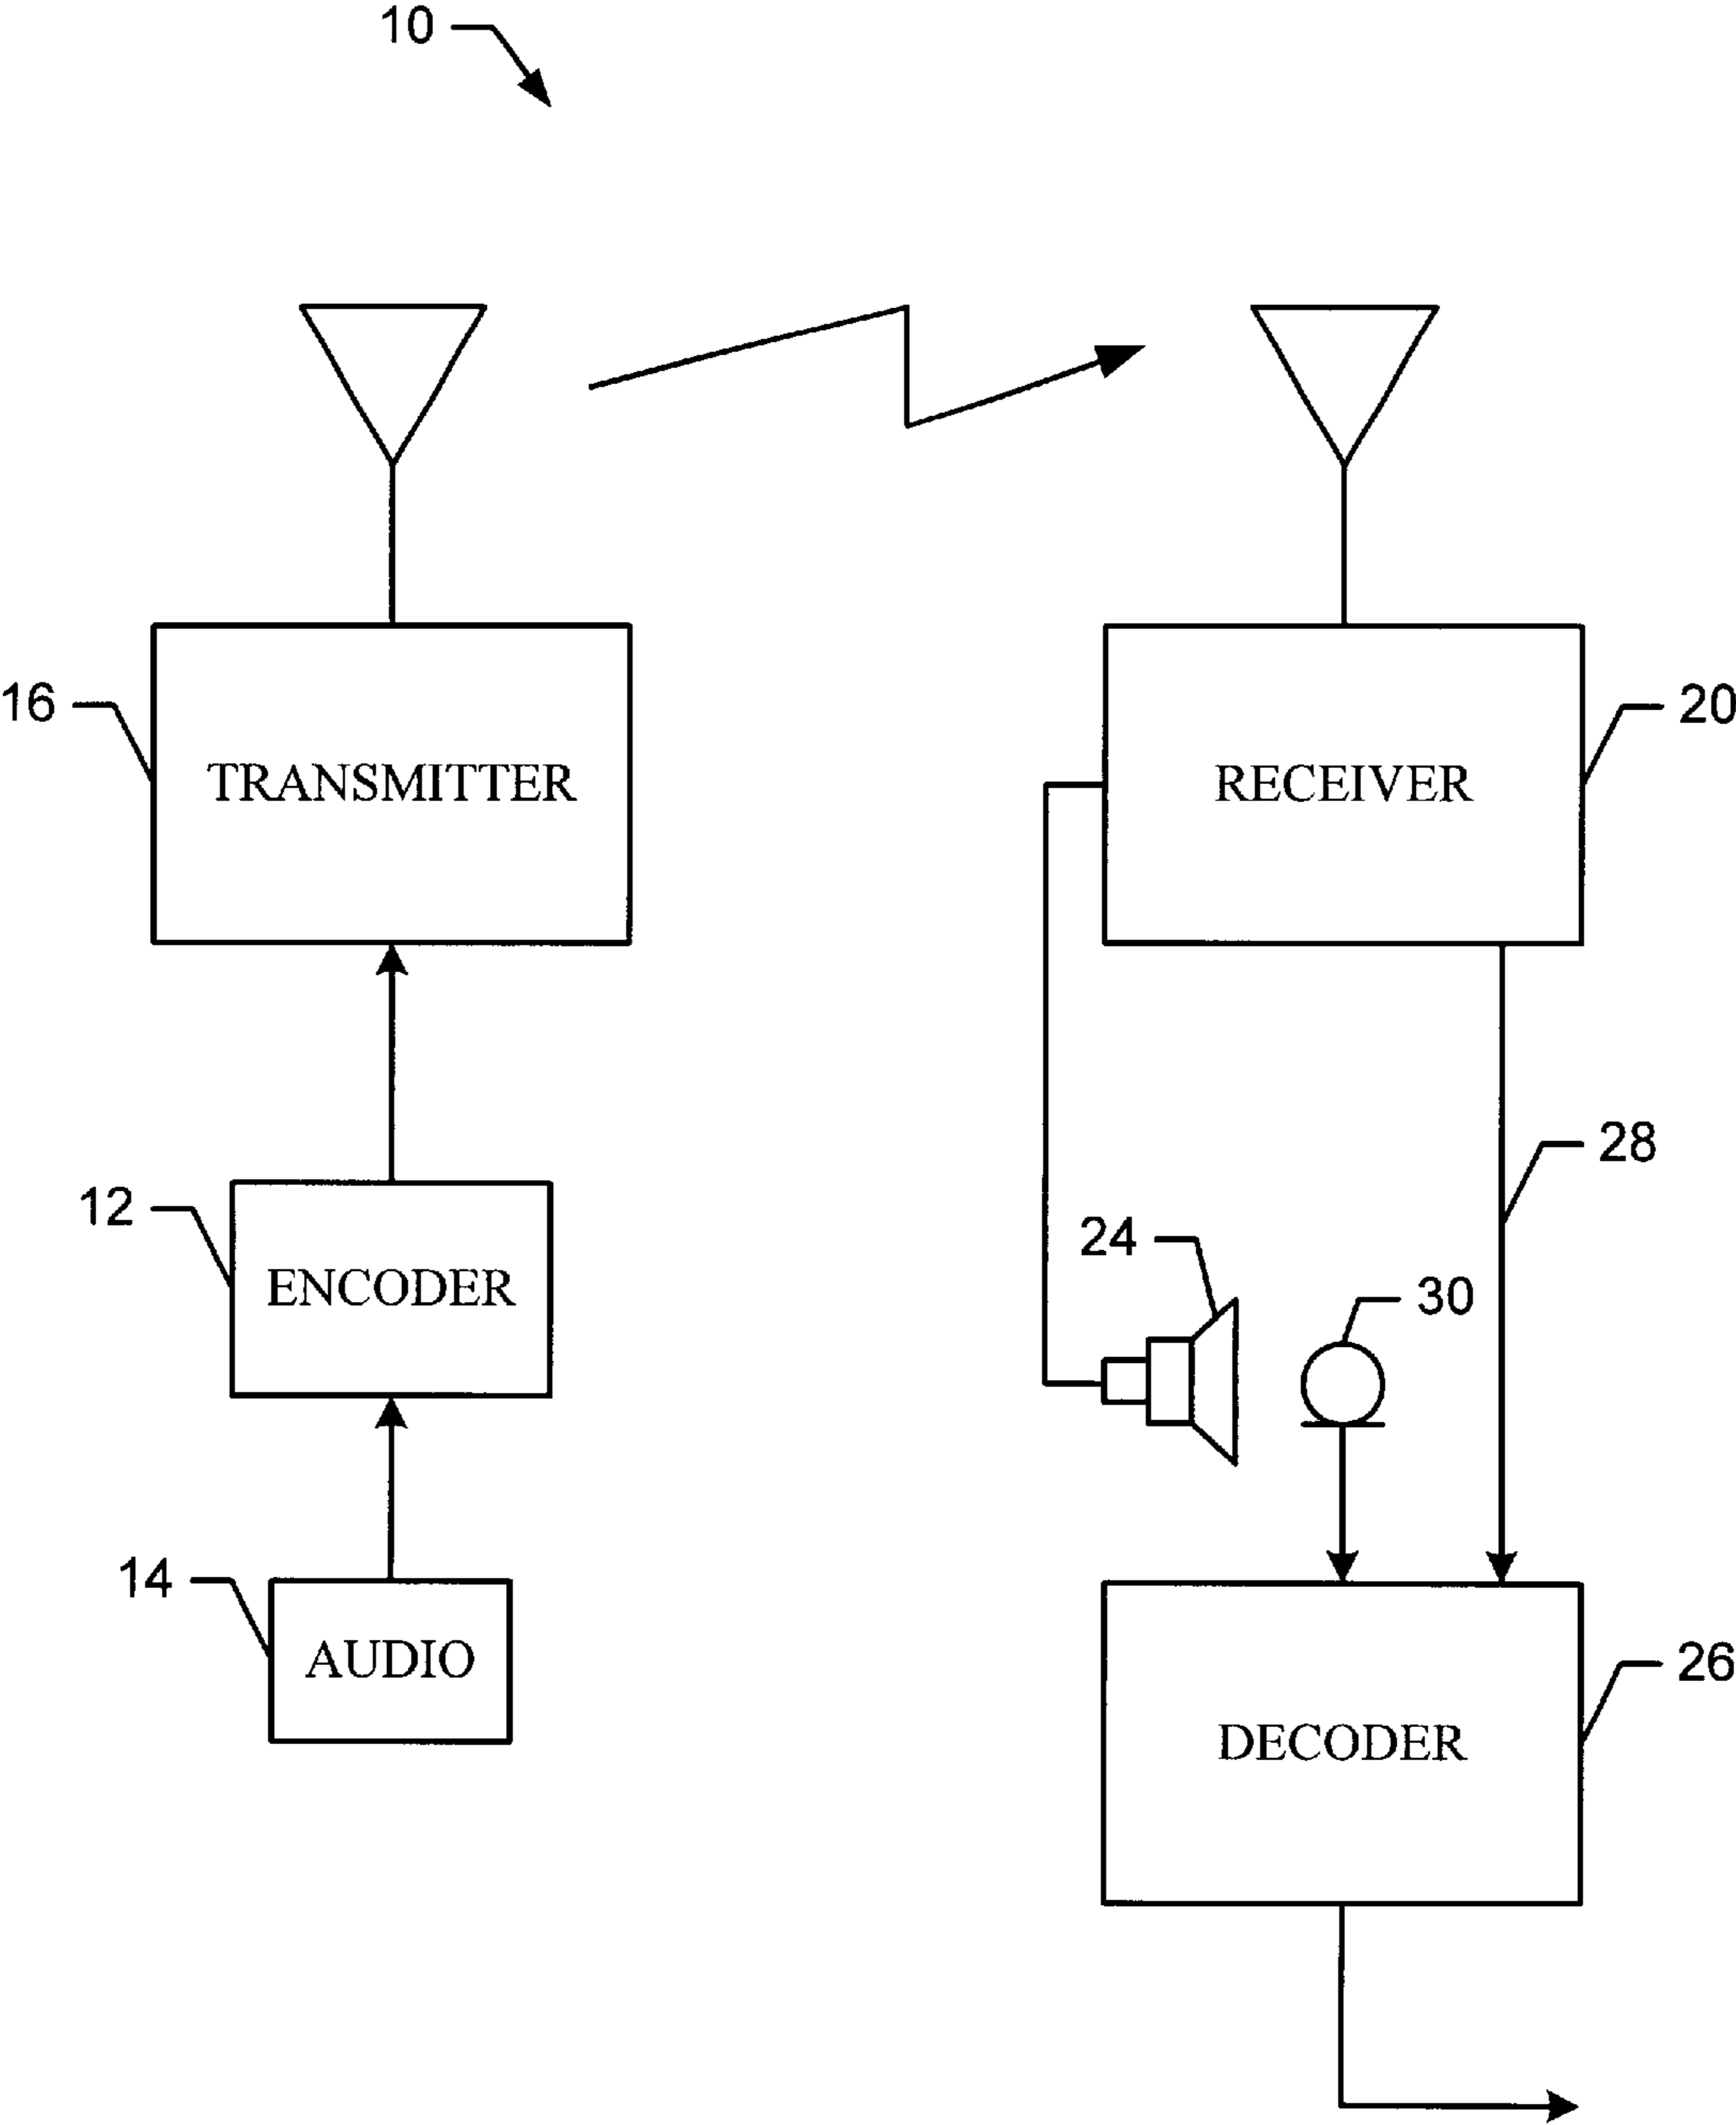 10
16
TRANSMITTER
RECEIVER
20
28
12
ENCODER
24
30
14
AUDIO
26
DECODER